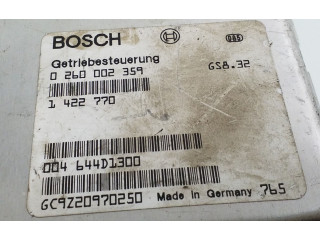 BOSCH
Getriebesteuerung
0 260 002 359 GS8.32
1 422 770
004 644D1300
GC9Z20970250 Made in Germany 765